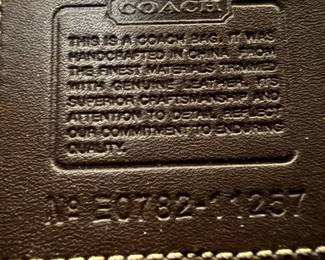 COACH
THIS IS A COACH BAG. IT WAS
HANDCRAFTED IN CHINA FROM
THE FINEST MATERIALS TRIMMED
WITH GENUINE LEATHER. ITS
SUPERIOR CRAFTSMANSHIP AND
ATTENTION TO DETAIL REFLECT
OUR COMMITMENT TO ENDURING
QUALITY.
Nº E0782-11257